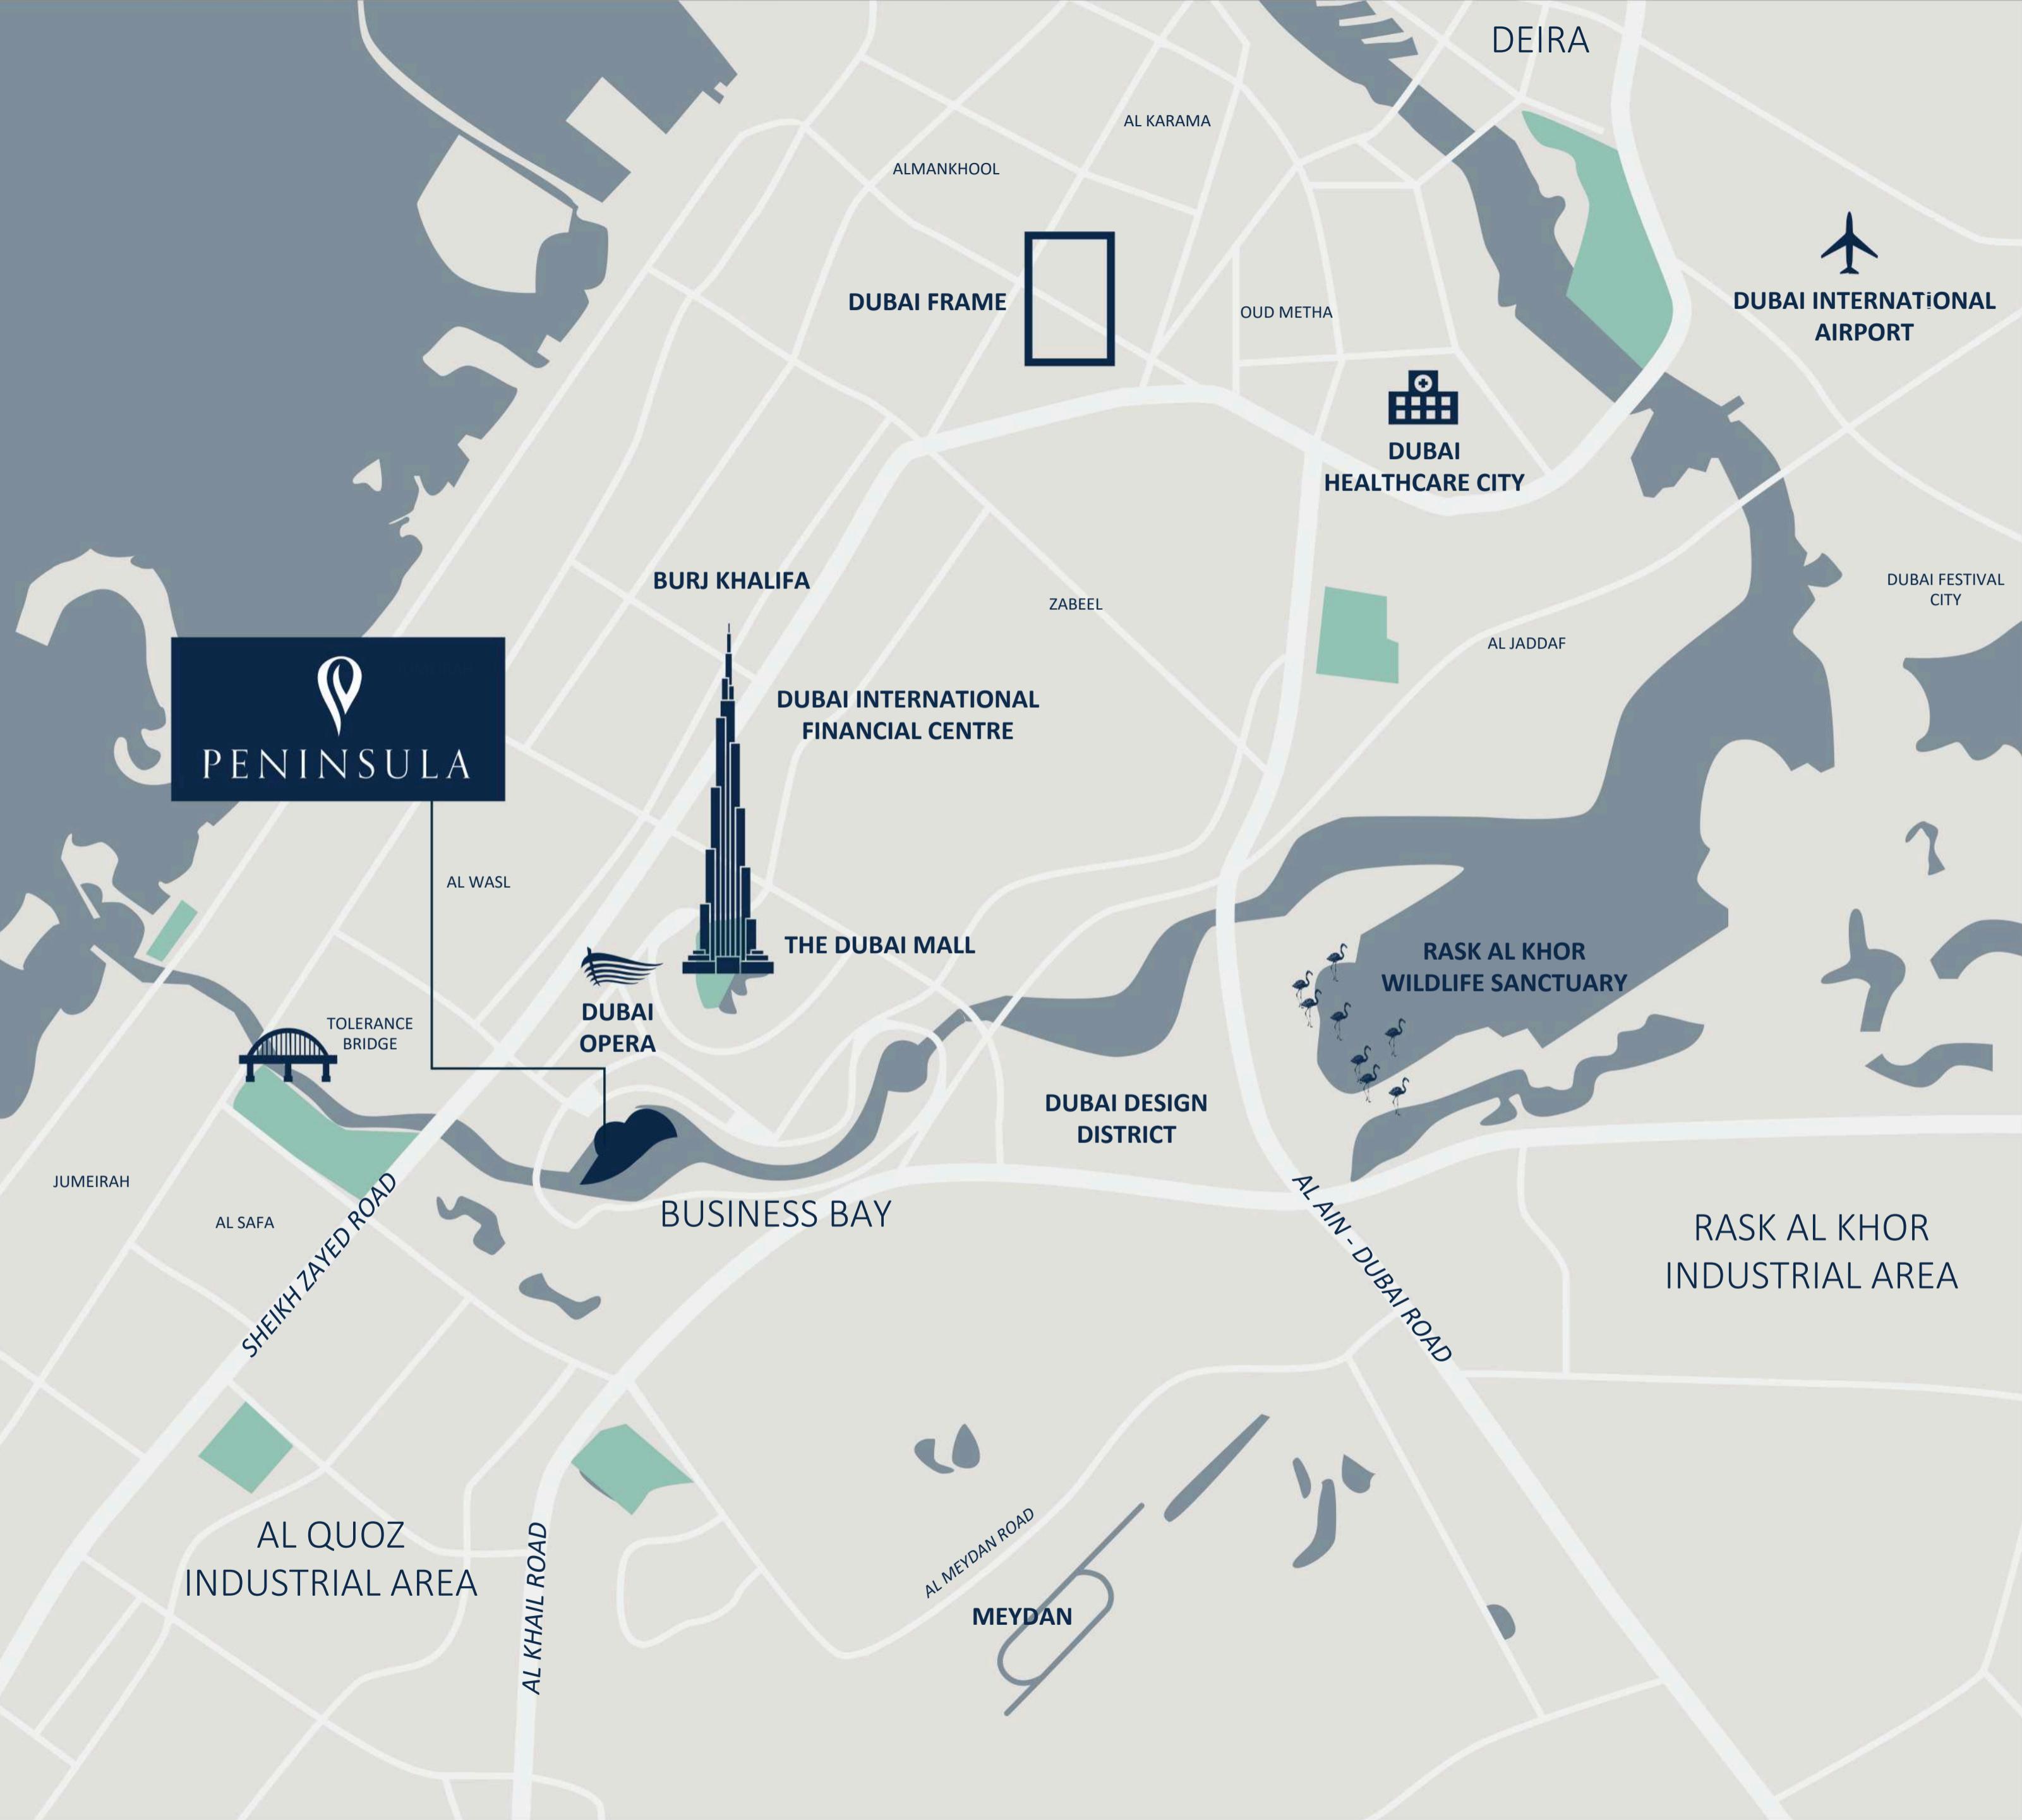 DEIRA
AL KARAMA
ALMANKHOOL
DUBAI FRAME
OUD METHA
DUBAI INTERNATiONAL
AIRPORT
DUBAI
HEALTHCARE CITY
BURJ KHALIFA
ZABEEL
DUBAI FESTIVAL
CITY
AL JADDAF
DUBAI INTERNATIONAL
FINANCIAL CENTRE
PENINSULA
AL WASL
THE DUBAI MALL
RASK AL KHOR
WILDLIFE SANCTUARY
DUBAI
OPERA
TOLERANCE
BRIDGE
DUBAI DESIGN
DISTRICT
JUMEIRAH
AL SAFA
BUSINESS BAY
SHEIKH ZAYED ROAD
AL AIN - DUBAI ROAD
RASK AL KHOR
INDUSTRIAL AREA
AL QUOZ
INDUSTRIAL AREA
AL KHAIL ROAD
AL MEYDAN ROAD
MEYDAN